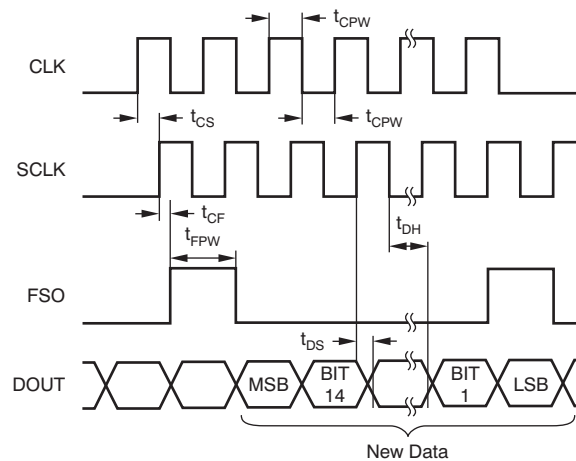 CLK
tCPW
tCS
tCPW
SCLK
tCF
tFPW
tDH
FSO
tDS
DOUT
MSB
BIT
14
BIT
1
LSB
New Data